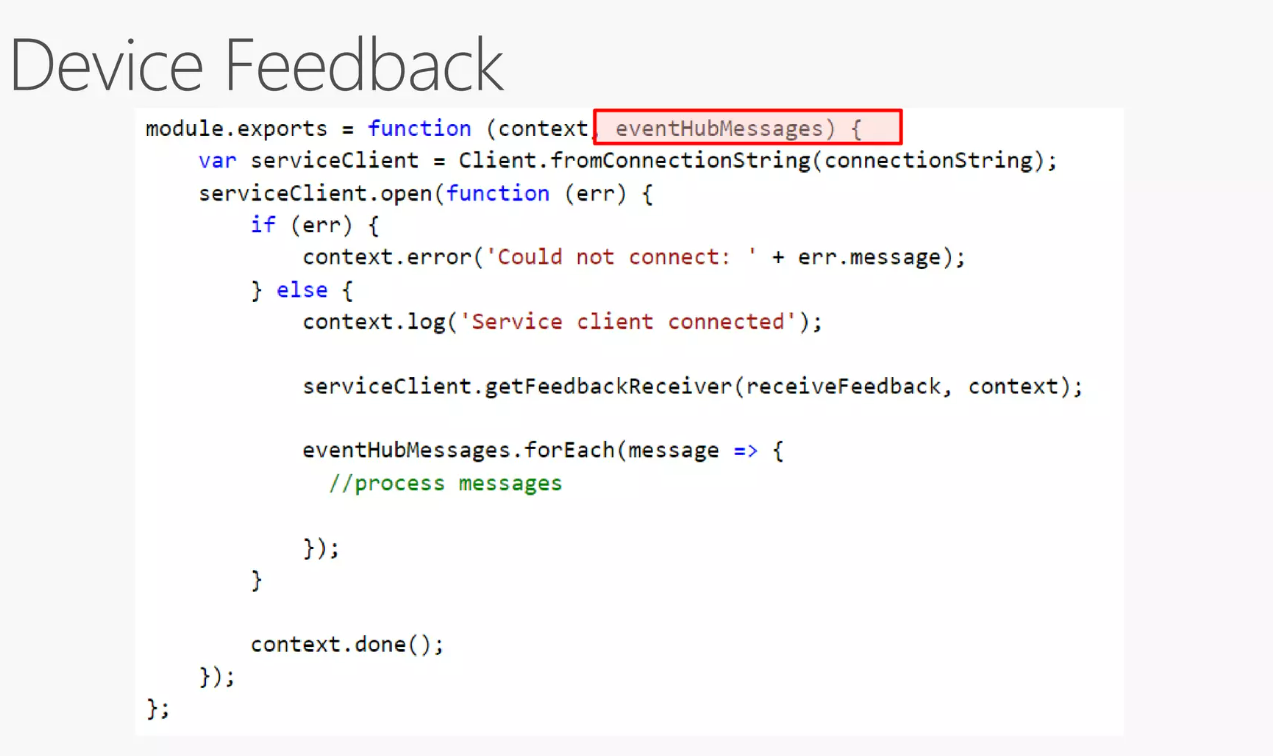 Device Feedback
module.exports = function (context, eventHubMessages) {
var serviceClient = Client.fromConnectionString(connectionString);
serviceClient.open(function (err) {
if (err) {
context.error('Could not connect: ' + err.message);
} else {
context.log('Service client connected');
serviceClient.getFeedbackReceiver(receiveFeedback, context);
eventHubMessages.forEach(message => {
//process messages
});
}
context.done();
});
};